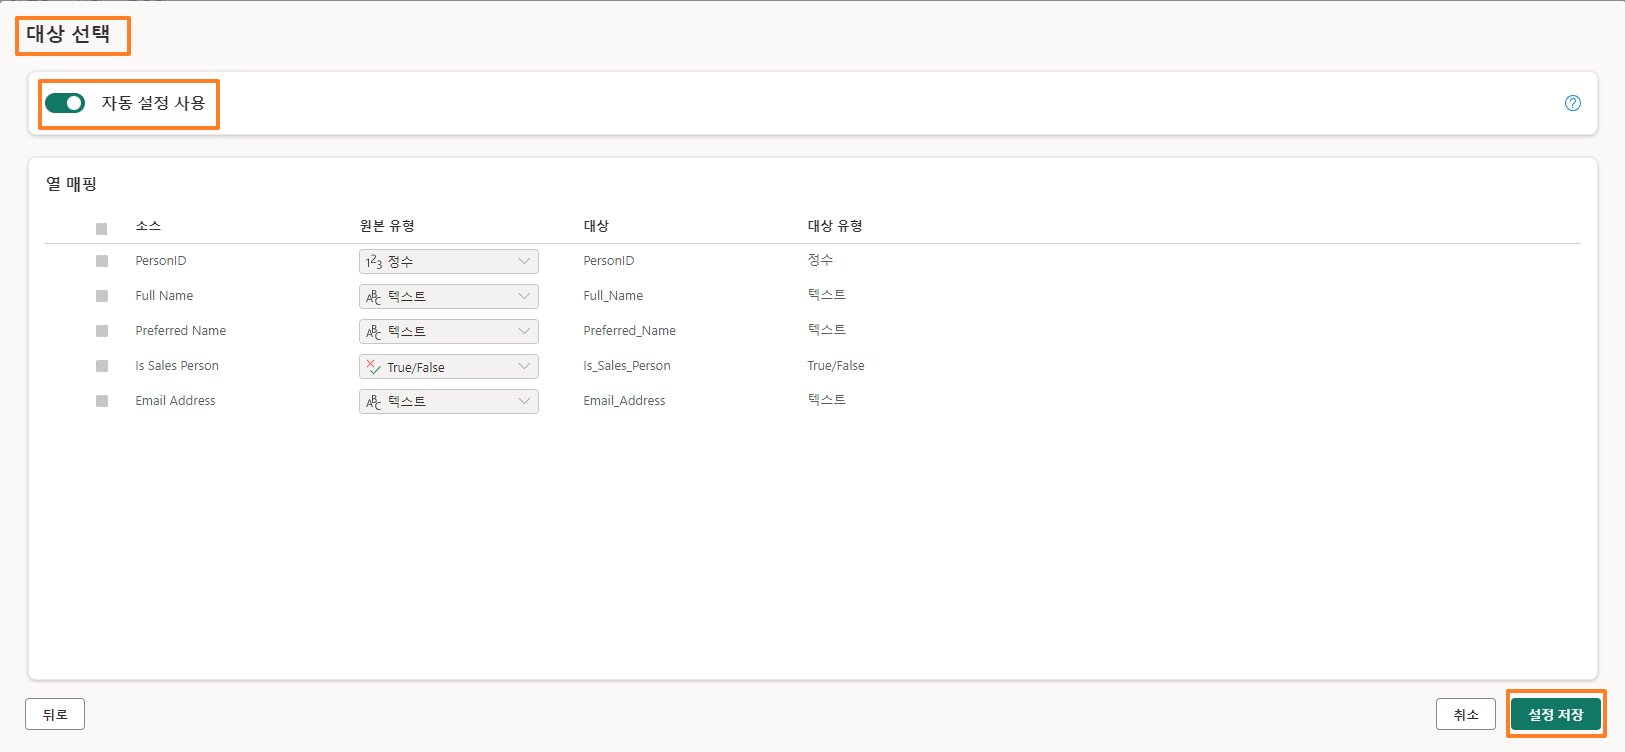 대상 선택
자동 설정 사용
열 매핑
소스 원본 유형 대상 대상 유형
PersonID 123 정수 PersonID 정수
Full Name ABC 텍스트 Full_Name 텍스트
Preferred Name ABC 텍스트 Preferred_Name 텍스트
Is Sales Person True/False Is_Sales_Person True/False
Email Address ABC 텍스트 Email_Address 텍스트
뒤로 취소 설정 저장